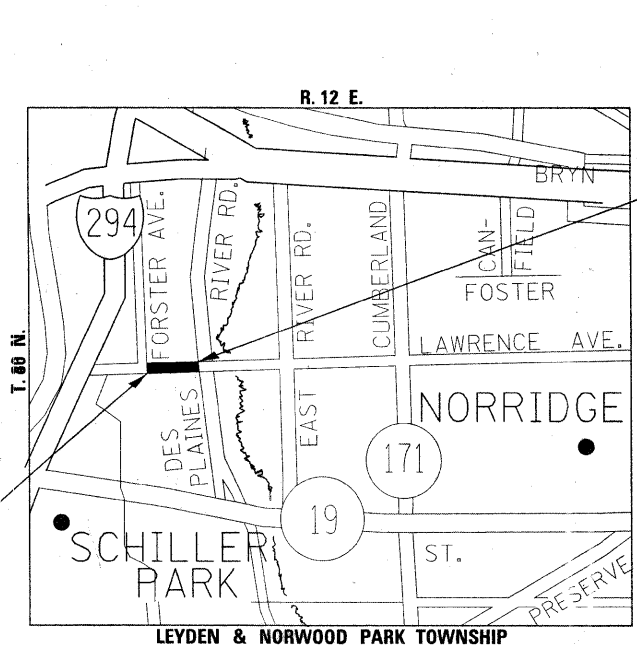 R. 12 E.
BRYN
294
FORSTER AVE.
RIVER RD.
RIVER RD.
CUMBERLAND
CAN-
FIELD
FOSTER
T. N.
LAWRENCE AVE.
NORRIDGE
DES
PLAINES
EAST
171
19
SCHILLER
PARK
ST.
PRESERVE
LEYDEN & NORWOOD PARK TOWNSHIP